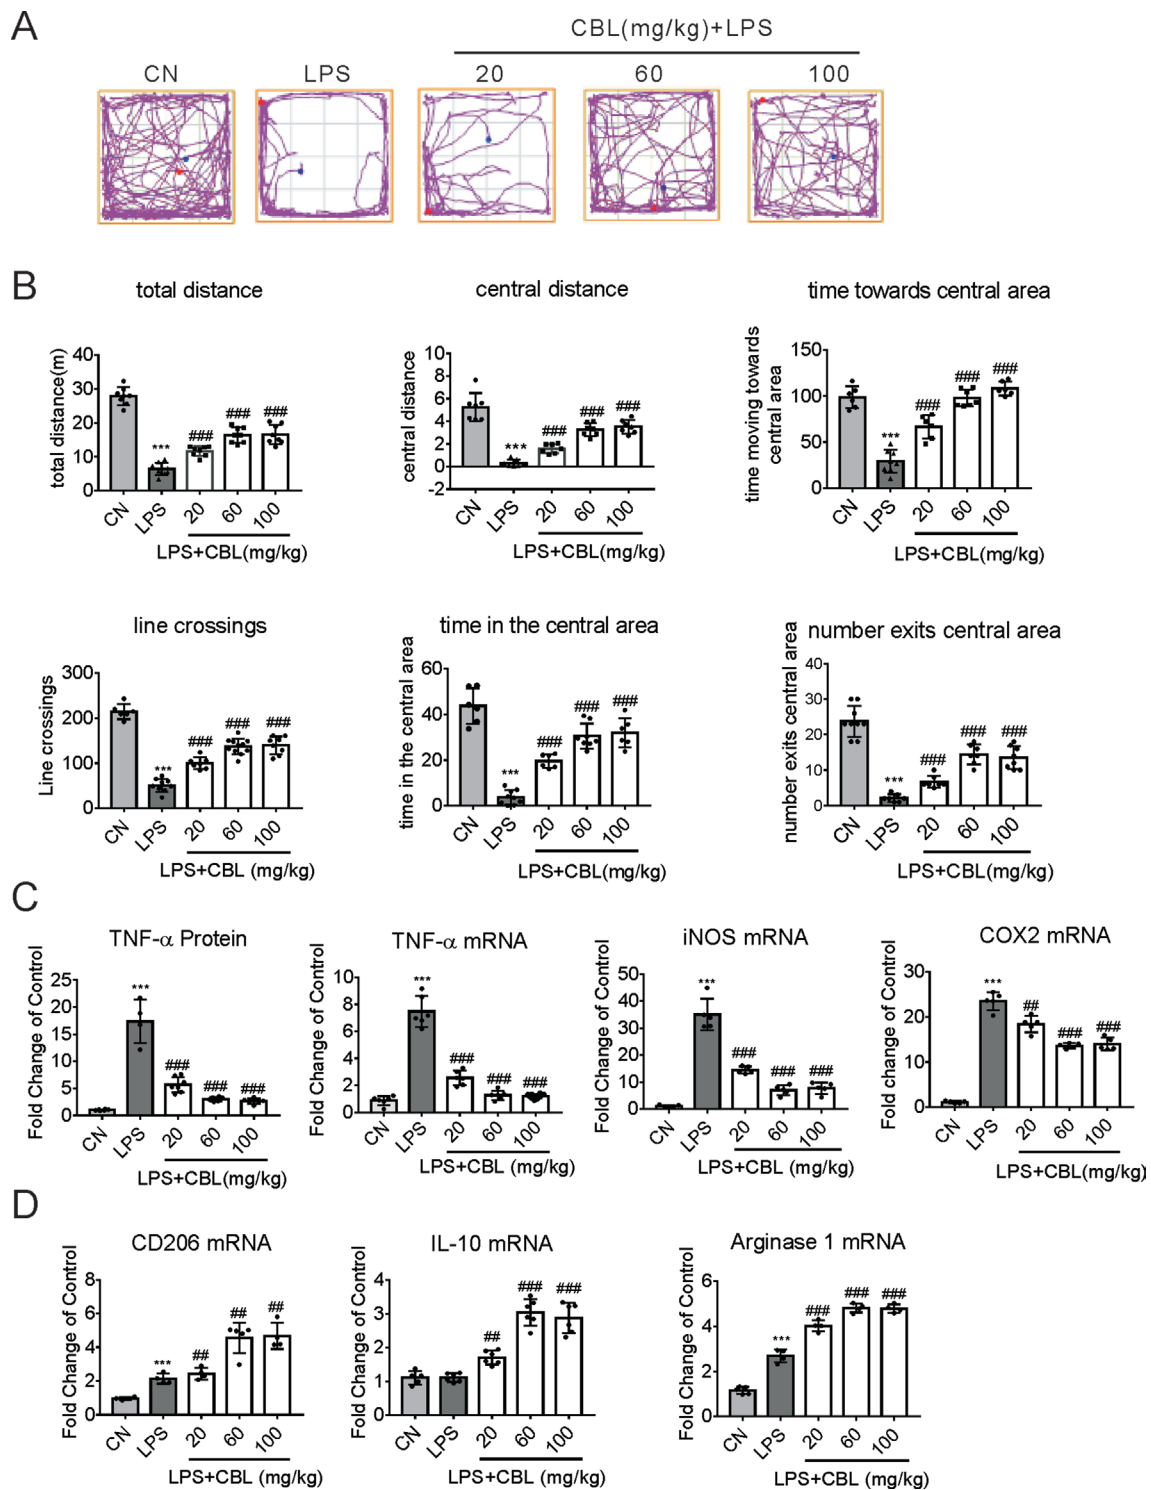 A
CBL(mg/kg)+LPS
CN LPS 20 60 100
B
total distance
total distance(m)
40
30
20
10
0
*** ### ### ###
CN LPS 20 60 100
LPS+CBL(mg/kg)
central distance
central distance
10
8
6
4
2
0
-2
*** ### ### ###
CN LPS 20 60 100
LPS+CBL(mg/kg)
time towards central area
time moving towards
central area
150
100
50
0
*** ### ### ###
CN LPS 20 60 100
LPS+CBL(mg/kg)
line crossings
Line crossings
300
200
100
0
*** ### ### ###
CN LPS 20 60 100
LPS+CBL (mg/kg)
time in the central area
time in the central area
60
40
20
0
*** ### ### ###
CN LPS 20 60 100
LPS+CBL (mg/kg)
number exits central area
number exits central area
40
30
20
10
0
*** ### ### ###
CN LPS 20 60 100
LPS+CBL(mg/kg)
C
TNF-α Protein
Fold Change of Control
25
20
15
10
5
0
*** ### ### ###
CN LPS 20 60 100
LPS+CBL(mg/kg)
TNF-α mRNA
Fold Change of Control
10
8
6
4
2
0
*** ### ### ###
CN LPS 20 60 100
LPS+CBL (mg/kg)
iNOS mRNA
Fold Change of Control
50
40
30
20
10
0
*** ### ### ###
CN LPS 20 60 100
LPS+CBL (mg/kg)
COX2 mRNA
Fold Change of Control
30
20
10
0
*** ## ### ###
CN LPS 20 60 100
LPS+CBL(mg/kg)
D
CD206 mRNA
Fold Change of Control
8
6
4
2
0
*** ## ## ##
CN LPS 20 60 100
LPS+CBL (mg/kg)
IL-10 mRNA
Fold Change of Control
4
3
2
1
0
## ### ###
CN LPS 20 60 100
LPS+CBL (mg/kg)
Arginase 1 mRNA
Fold Change of Control
6
4
2
0
*** ### ### ###
CN LPS 20 60 100
LPS+CBL (mg/kg)